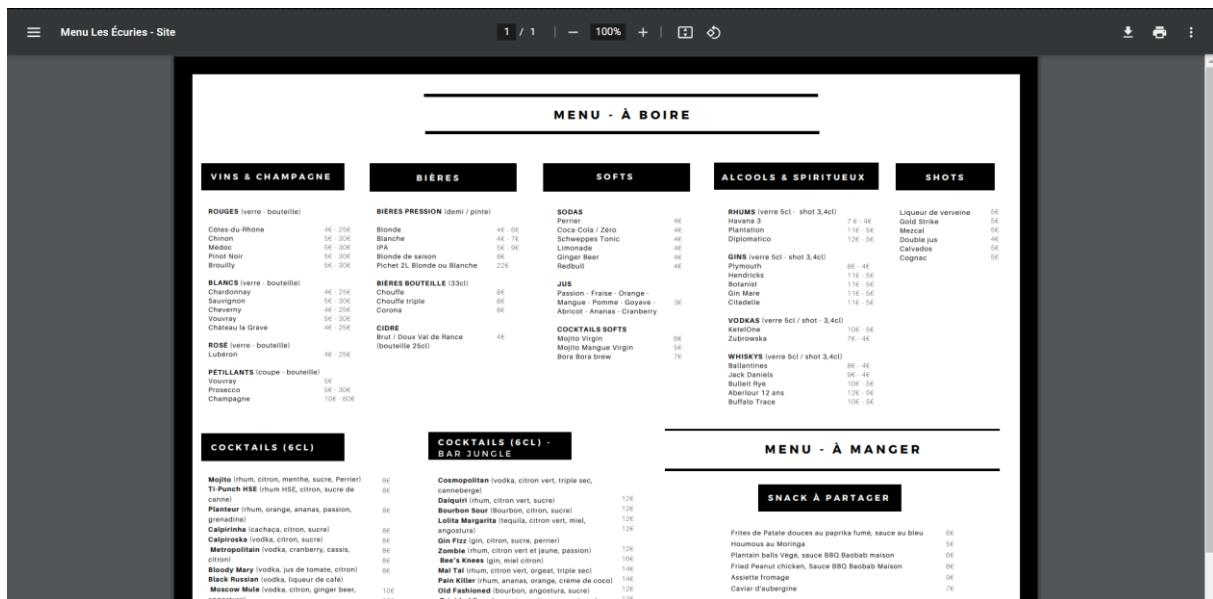 Menu Les Écuries - Site
1 / 1
100%
MENU - À BOIRE
VINS & CHAMPAGNE
ROUGES (verre - bouteille)
Côtes-du-Rhône 4€ - 25€
Chinon 5€ - 30€
Médoc 5€ - 30€
Pinot Noir 5€ - 30€
Brouilly 5€ - 30€
BLANCS (verre - bouteille)
Chardonnay 4€ - 25€
Sauvignon 5€ - 30€
Cheverny 4€ - 25€
Vouvray 5€ - 30€
Château la Grave 4€ - 25€
ROSÉ (verre - bouteille)
Lubéron 4€ - 25€
PÉTILLANTS (coupe - bouteille)
Vouvray 5€
Prosecco 5€ - 30€
Champagne 10€ - 60€
BIÈRES
BIÈRES PRESSION (demi / pinte)
Blonde 4€ - 6€
Blanche 4€ - 7€
IPA 5€ - 9€
Blonde de saison 8€
Pichet 2L Blonde ou Blanche 22€
BIÈRES BOUTEILLE (33cl)
Chouffe 8€
Chouffe triple 8€
Corona 8€
CIDRE
Brut / Doux Val de Rance 4€
(bouteille 25cl)
SOFTS
SODAS
Perrier 4€
Coca-Cola / Zéro 4€
Schweppes Tonic 4€
Limonade 4€
Ginger Beer 4€
Redbull 4€
JUS
Passion - Fraise - Orange -
Mangue - Pomme - Goyave - 3€
Abricot - Ananas - Cranberry
COCKTAILS SOFTS
Mojito Virgin 6€
Mojito Mangue Virgin 5€
Bora Bora brew 7€
ALCOOLS & SPIRITUEUX
RHUMS (verre 5cl - shot 3,4cl)
Havana 3 7€ - 4€
Plantation 11€ - 5€
Diplomatico 12€ - 5€
GINS (verre 5cl - shot 3,4cl)
Plymouth 8€ - 4€
Hendricks 11€ - 5€
Botanist 11€ - 5€
Gin Mare 11€ - 5€
Citadelle 11€ - 5€
VODKAS (verre 5cl / shot - 3,4cl)
KetelOne 10€ - 5€
Zubrowska 7€ - 4€
WHISKYS (verre 5cl / shot 3,4cl)
Ballantines 8€ - 4€
Jack Daniels 9€ - 4€
Bulleit Rye 10€ - 5€
Aberlour 12 ans 12€ - 5€
Buffalo Trace 10€ - 5€
SHOTS
Liqueur de verveine 5€
Gold Strike 5€
Mezcal 5€
Double jus 4€
Calvados 5€
Cognac 5€
COCKTAILS (6CL)
Mojito (rhum, citron, menthe, sucre, Perrier) 8€
Ti-Punch HSE (rhum HSE, citron, sucre de 8€
canne)
Planteur (rhum, orange, ananas, passion, 8€
grenadine)
Caïpirinha (cachaça, citron, sucre) 8€
Caïpiroska (vodka, citron, sucre) 8€
Metropolitain (vodka, cranberry, cassis, 8€
citron) 8€
Bloody Mary (vodka, jus de tomate, citron) 8€
Black Russian (vodka, liqueur de café)
Moscow Mule (vodka, citron, ginger beer, 10€
COCKTAILS (6CL) -
BAR JUNGLE
Cosmopolitan (vodka, citron vert, triple sec,
canneberge)
Daiquiri (rhum, citron vert, sucre) 12€
Bourbon Sour (Bourbon, citron, sucre) 12€
Lolita Margarita (tequila, citron vert, miel, 12€
angostura) 12€
Gin Fizz (gin, citron, sucre, perrier)
Zombie (rhum, citron vert et jaune, passion) 12€
Bee's Knees (gin, miel citron) 16€
Mai Tai (rhum, citron vert, orgeat, triple sec) 14€
Pain Killer (rhum, ananas, orange, crème de coco) 14€
Old Fashioned (bourbon, angostura, sucre) 12€
MENU - À MANGER
SNACK À PARTAGER
Frites de Patate douces au paprika fumé, sauce au bleu 6€
Houmous au Moringa 5€
Plantain balls Végé, sauce BBQ Baobab maison 6€
Fried Peanut chicken, Sauce BBQ Baobab Maison 8€
Assiette fromage 9€
Caviar d'aubergine 7€